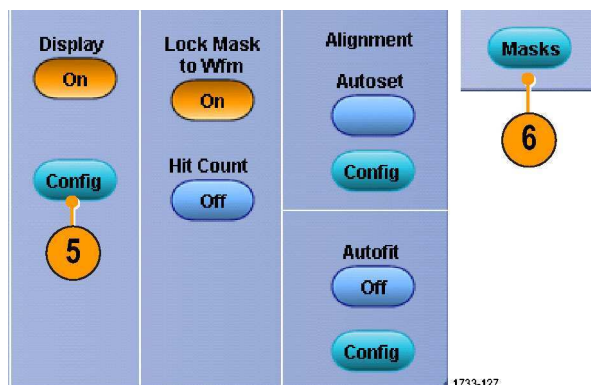 Display
On
Config
5
Lock Mask
to Wfm
On
Hit Count
Off
Alignment
Autoset
Config
Autofit
Off
Config
Masks
6
1733-127